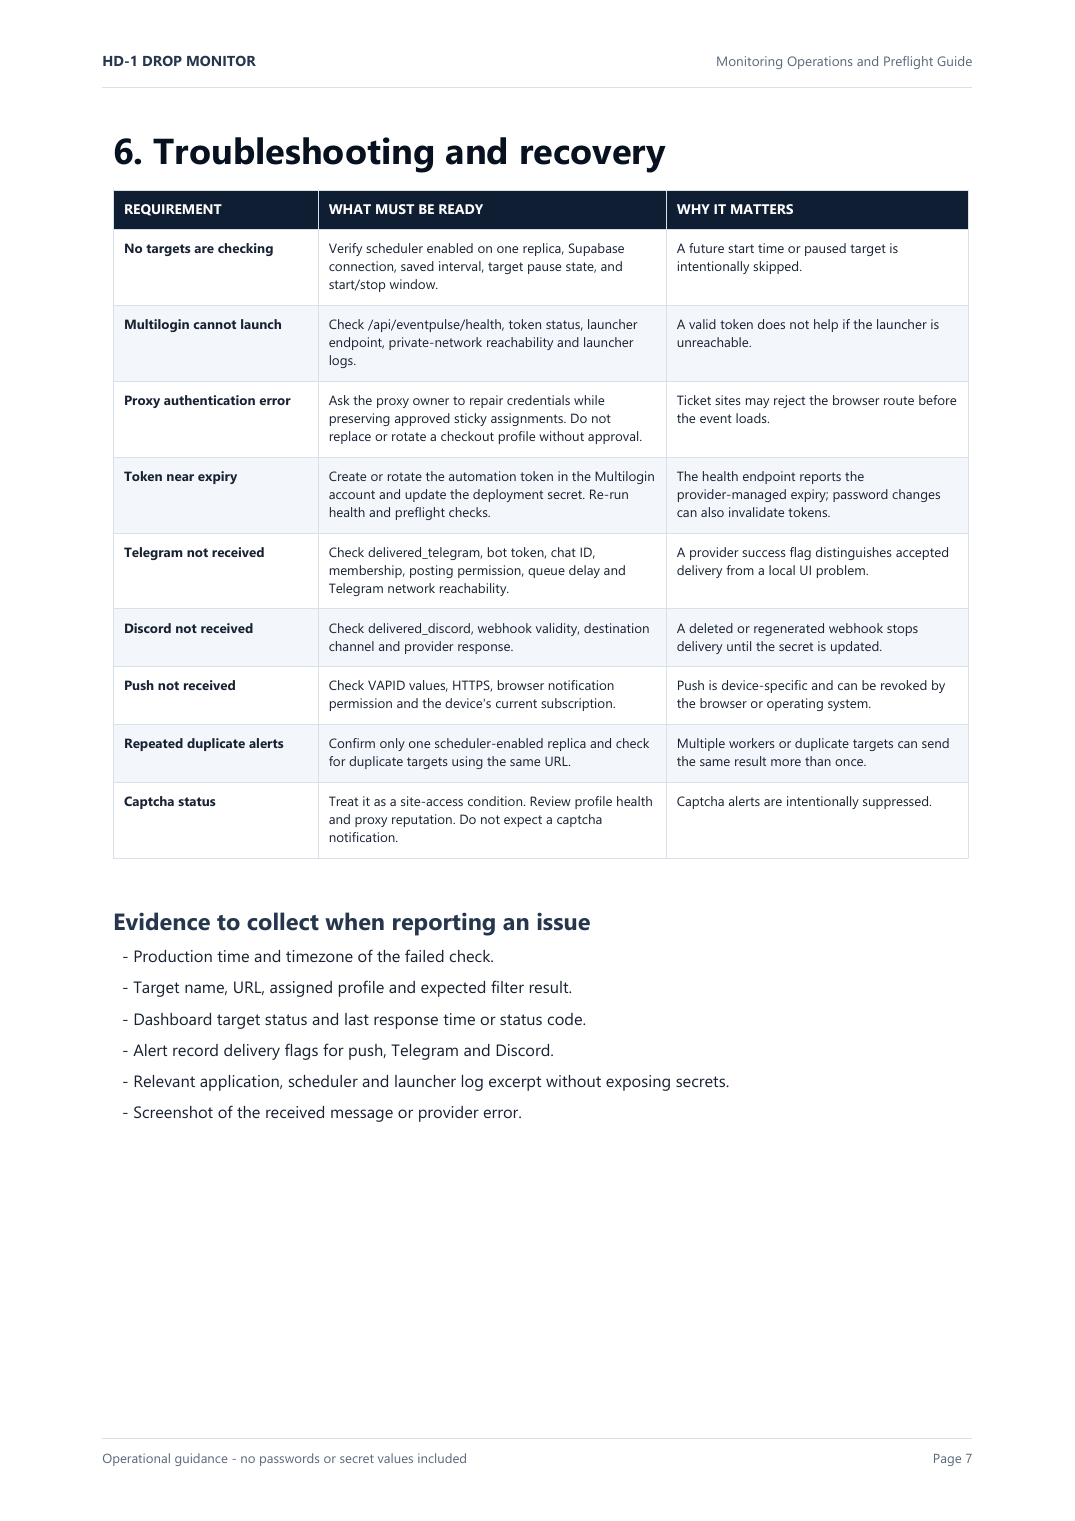 HD-1 DROP MONITOR
Monitoring Operations and Preflight Guide
6. Troubleshooting and recovery
REQUIREMENT
WHAT MUST BE READY
WHY IT MATTERS
No targets are checking
Verify scheduler enabled on one replica, Supabase
connection, saved interval, target pause state, and
start/stop window.
A future start time or paused target is
intentionally skipped.
Multilogin cannot launch
Check /api/eventpulse/health, token status, launcher
endpoint, private-network reachability and launcher
logs.
A valid token does not help if the launcher is
unreachable.
Proxy authentication error
Ask the proxy owner to repair credentials while
preserving approved sticky assignments. Do not
replace or rotate a checkout profile without approval.
Ticket sites may reject the browser route before
the event loads.
Token near expiry
Create or rotate the automation token in the Multilogin
account and update the deployment secret. Re-run
health and preflight checks.
The health endpoint reports the
provider-managed expiry; password changes
can also invalidate tokens.
Telegram not received
Check delivered_telegram, bot token, chat ID,
membership, posting permission, queue delay and
Telegram network reachability.
A provider success flag distinguishes accepted
delivery from a local UI problem.
Discord not received
Check delivered_discord, webhook validity, destination
channel and provider response.
A deleted or regenerated webhook stops
delivery until the secret is updated.
Push not received
Check VAPID values, HTTPS, browser notification
permission and the device's current subscription.
Push is device-specific and can be revoked by
the browser or operating system.
Repeated duplicate alerts
Confirm only one scheduler-enabled replica and check
for duplicate targets using the same URL.
Multiple workers or duplicate targets can send
the same result more than once.
Captcha status
Treat it as a site-access condition. Review profile health
and proxy reputation. Do not expect a captcha
notification.
Captcha alerts are intentionally suppressed.
Evidence to collect when reporting an issue
- Production time and timezone of the failed check.
- Target name, URL, assigned profile and expected filter result.
- Dashboard target status and last response time or status code.
- Alert record delivery flags for push, Telegram and Discord.
- Relevant application, scheduler and launcher log excerpt without exposing secrets.
- Screenshot of the received message or provider error.
Operational guidance - no passwords or secret values included
Page 7